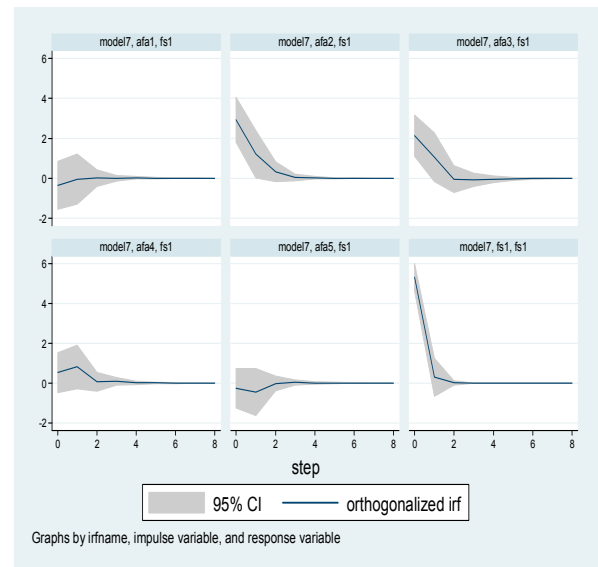 model7, afa1, fs1
model7, afa2, fs1
model7, afa3, fs1
6
4
2
0
-2
model7, afa4, fs1
model7, afa5, fs1
model7, fs1, fs1
6
4
2
0
-2
0 2 4 6 8
0 2 4 6 8
0 2 4 6 8
step
95% CI
orthogonalized irf
Graphs by irfname, impulse variable, and response variable